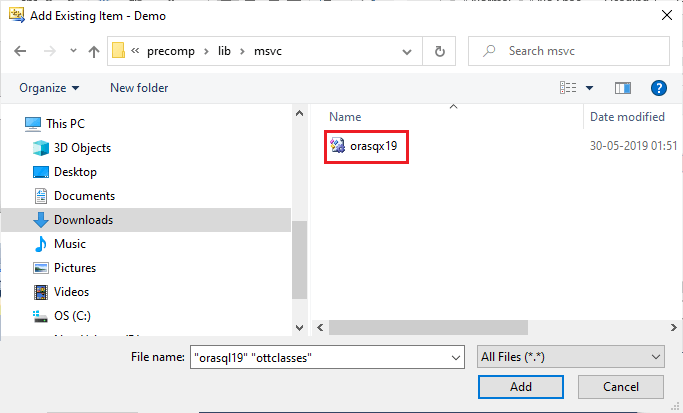 Add Existing Item - Demo
« precomp › lib › msvc
Search msvc
Organize
New folder
Name
Date modified
This PC
3D Objects
Desktop
Documents
Downloads
Music
Pictures
Videos
OS (C:)
orasqx19
30-05-2019 01:51
File name:
"orasql19" "ottclasses"
All Files (*.*)
Add
Cancel